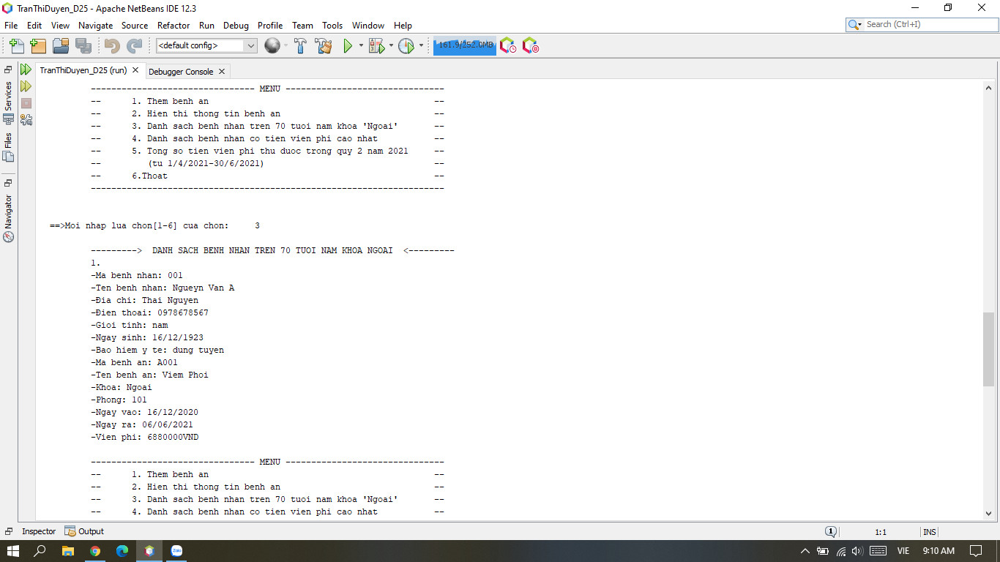 TranThiDuyen_D25 - Apache NetBeans IDE 12.3
File Edit View Navigate Source Refactor Run Debug Profile Team Tools Window Help
Search (Ctrl+I)
<default config>
161.9/252.0MB
TranThiDuyen_D25 (run)
Debugger Console
Services
Files
Navigator
-------------------------------- MENU -------------------------------
-- 1. Them benh an --
-- 2. Hien thi thong tin benh an --
-- 3. Danh sach benh nhan tren 70 tuoi nam khoa 'Ngoai' --
-- 4. Danh sach benh nhan co tien vien phi cao nhat --
-- 5. Tong so tien vien phi thu duoc trong quy 2 nam 2021 --
-- (tu 1/4/2021-30/6/2021) --
-- 6.Thoat --
---------------------------------------------------------------------
==>Moi nhap lua chon[1-6] cua chon: 3
---------> DANH SACH BENH NHAN TREN 70 TUOI NAM KHOA NGOAI <---------
1.
-Ma benh nhan: 001
-Ten benh nhan: Ngueyn Van A
-Đia chi: Thai Nguyen
-Đien thoai: 0978678567
-Gioi tinh: nam
-Ngay sinh: 16/12/1923
-Bao hiem y te: dung tuyen
-Ma benh an: A001
-Ten benh an: Viem Phoi
-Khoa: Ngoai
-Phong: 101
-Ngay vao: 16/12/2020
-Ngay ra: 06/06/2021
-Vien phi: 6880000VND
-------------------------------- MENU -------------------------------
-- 1. Them benh an --
-- 2. Hien thi thong tin benh an --
-- 3. Danh sach benh nhan tren 70 tuoi nam khoa 'Ngoai' --
-- 4. Danh sach benh nhan co tien vien phi cao nhat --
Inspector Output
1
1:1
INS
Zalo
VIE
9:10 AM